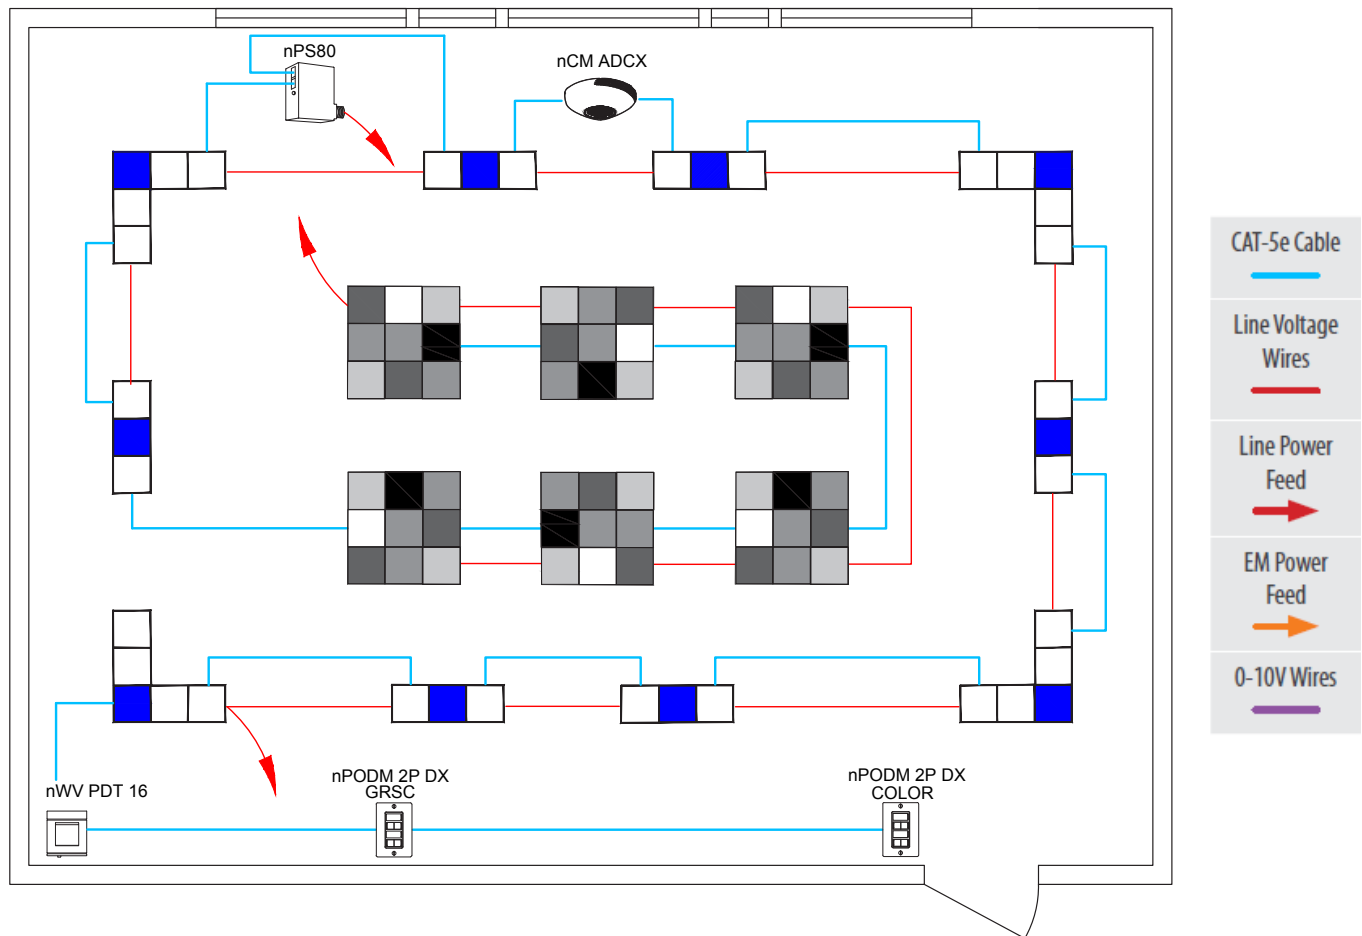 nPS80
nCM ADCX
nWV PDT 16
nPODM 2P DX
GRSC
nPODM 2P DX
COLOR
CAT-5e Cable
Line Voltage
Wires
Line Power
Feed
EM Power
Feed
0-10V Wires